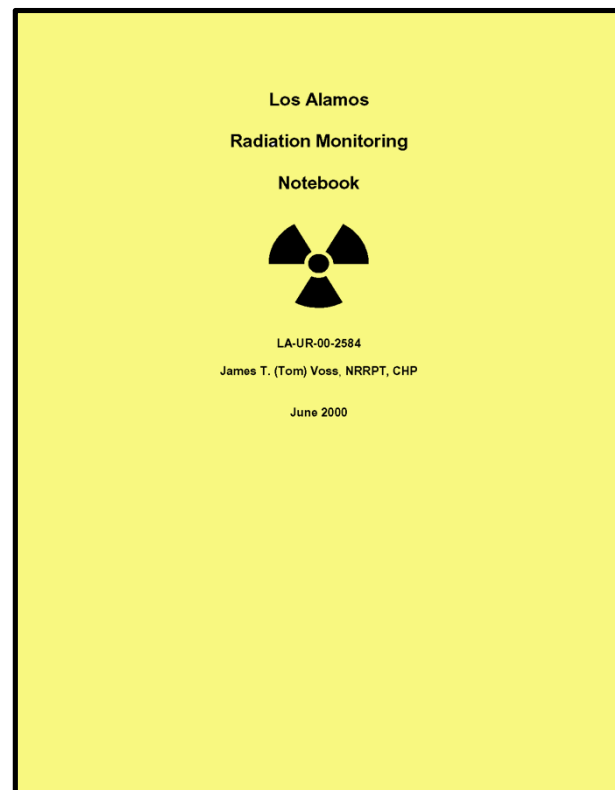 Los Alamos
Radiation Monitoring
Notebook
LA-UR-00-2584
James T. (Tom) Voss, NRRPT, CHP
June 2000